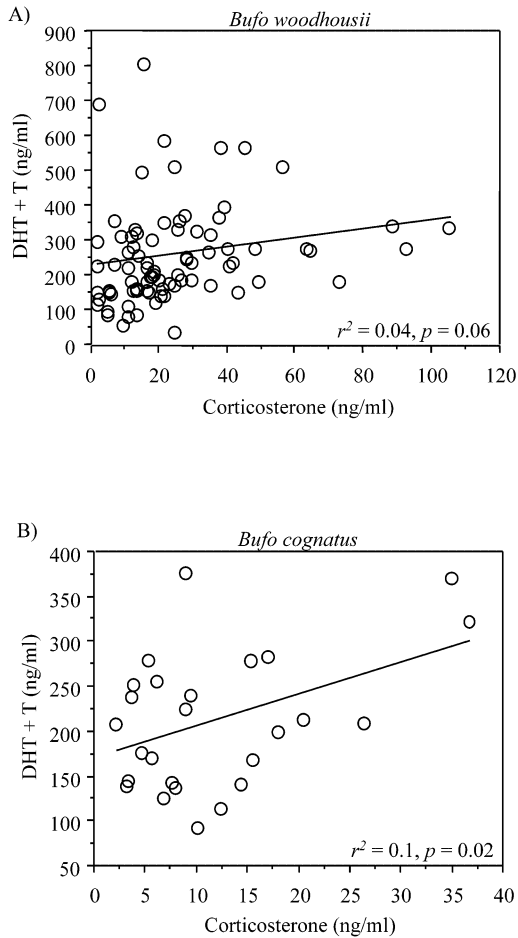 A)
Bufo woodhousii
900
800
700
600
500
400
300
200
100
0
DHT + T (ng/ml)
r² = 0.04, p = 0.06
0 20 40 60 80 100 120
Corticosterone (ng/ml)
B)
Bufo cognatus
400
350
300
250
200
150
100
50
DHT + T (ng/ml)
r² = 0.1, p = 0.02
0 5 10 15 20 25 30 35 40
Corticosterone (ng/ml)